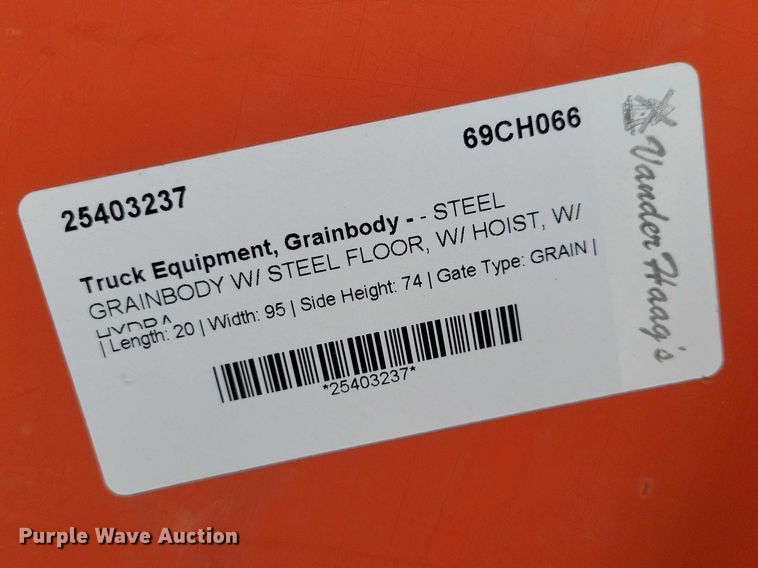 25403237
69CH066
Truck Equipment, Grainbody - - STEEL
GRAINBODY W/ STEEL FLOOR, W/ HOIST, W/
HYDRA
| Length: 20 | Width: 95 | Side Height: 74 | Gate Type: GRAIN |
*25403237*
Vander Haag's
Purple Wave Auction